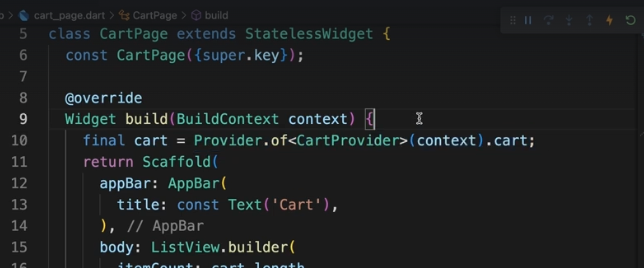 cart_page.dart > CartPage > build
5 class CartPage extends StatelessWidget {
6 const CartPage({super.key});
7
8 @override
9 Widget build(BuildContext context) {
10 final cart = Provider.of<CartProvider>(context).cart;
11 return Scaffold(
12 appBar: AppBar(
13 title: const Text('Cart'),
14 ), // AppBar
15 body: ListView.builder(
itemCount: cart.length